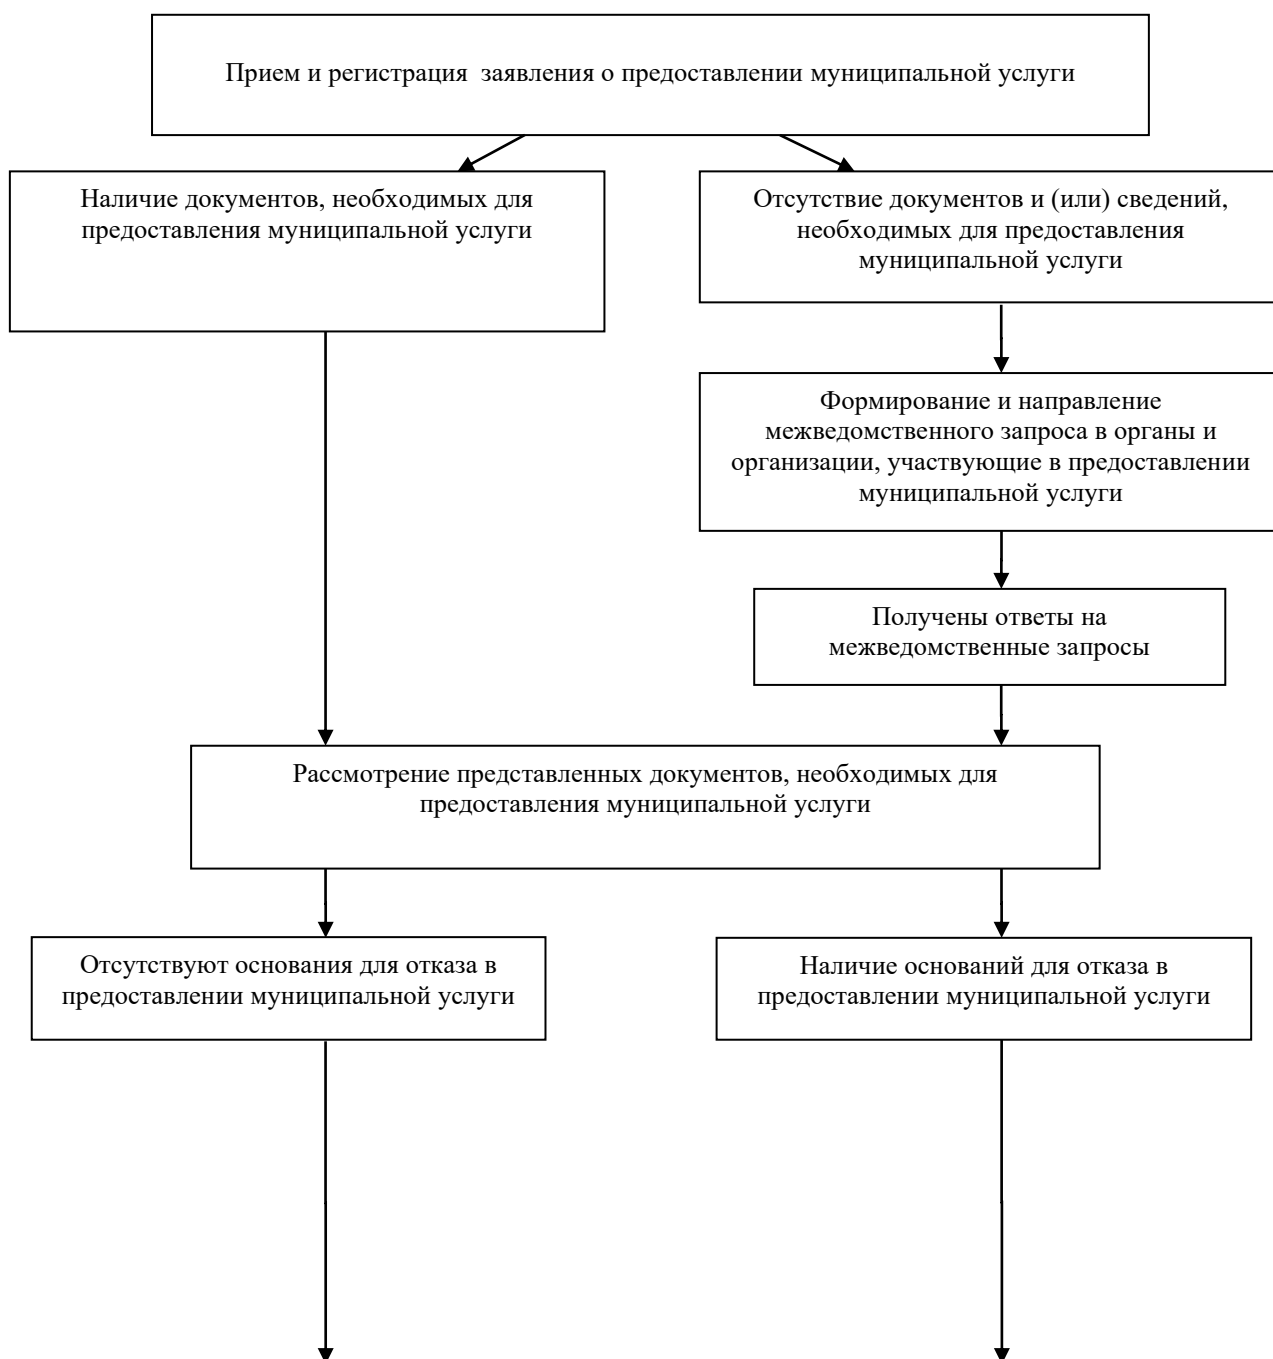 Прием и регистрация  заявления о предоставлении муниципальной услуги
Наличие документов, необходимых для
предоставления муниципальной услуги
Отсутствие документов и (или) сведений,
необходимых для предоставления
муниципальной услуги
Формирование и направление
межведомственного запроса в органы и
организации, участвующие в предоставлении
муниципальной услуги
Получены ответы на
межведомственные запросы
Рассмотрение представленных документов, необходимых для
предоставления муниципальной услуги
Отсутствуют основания для отказа в
предоставлении муниципальной услуги
Наличие оснований для отказа в
предоставлении муниципальной услуги